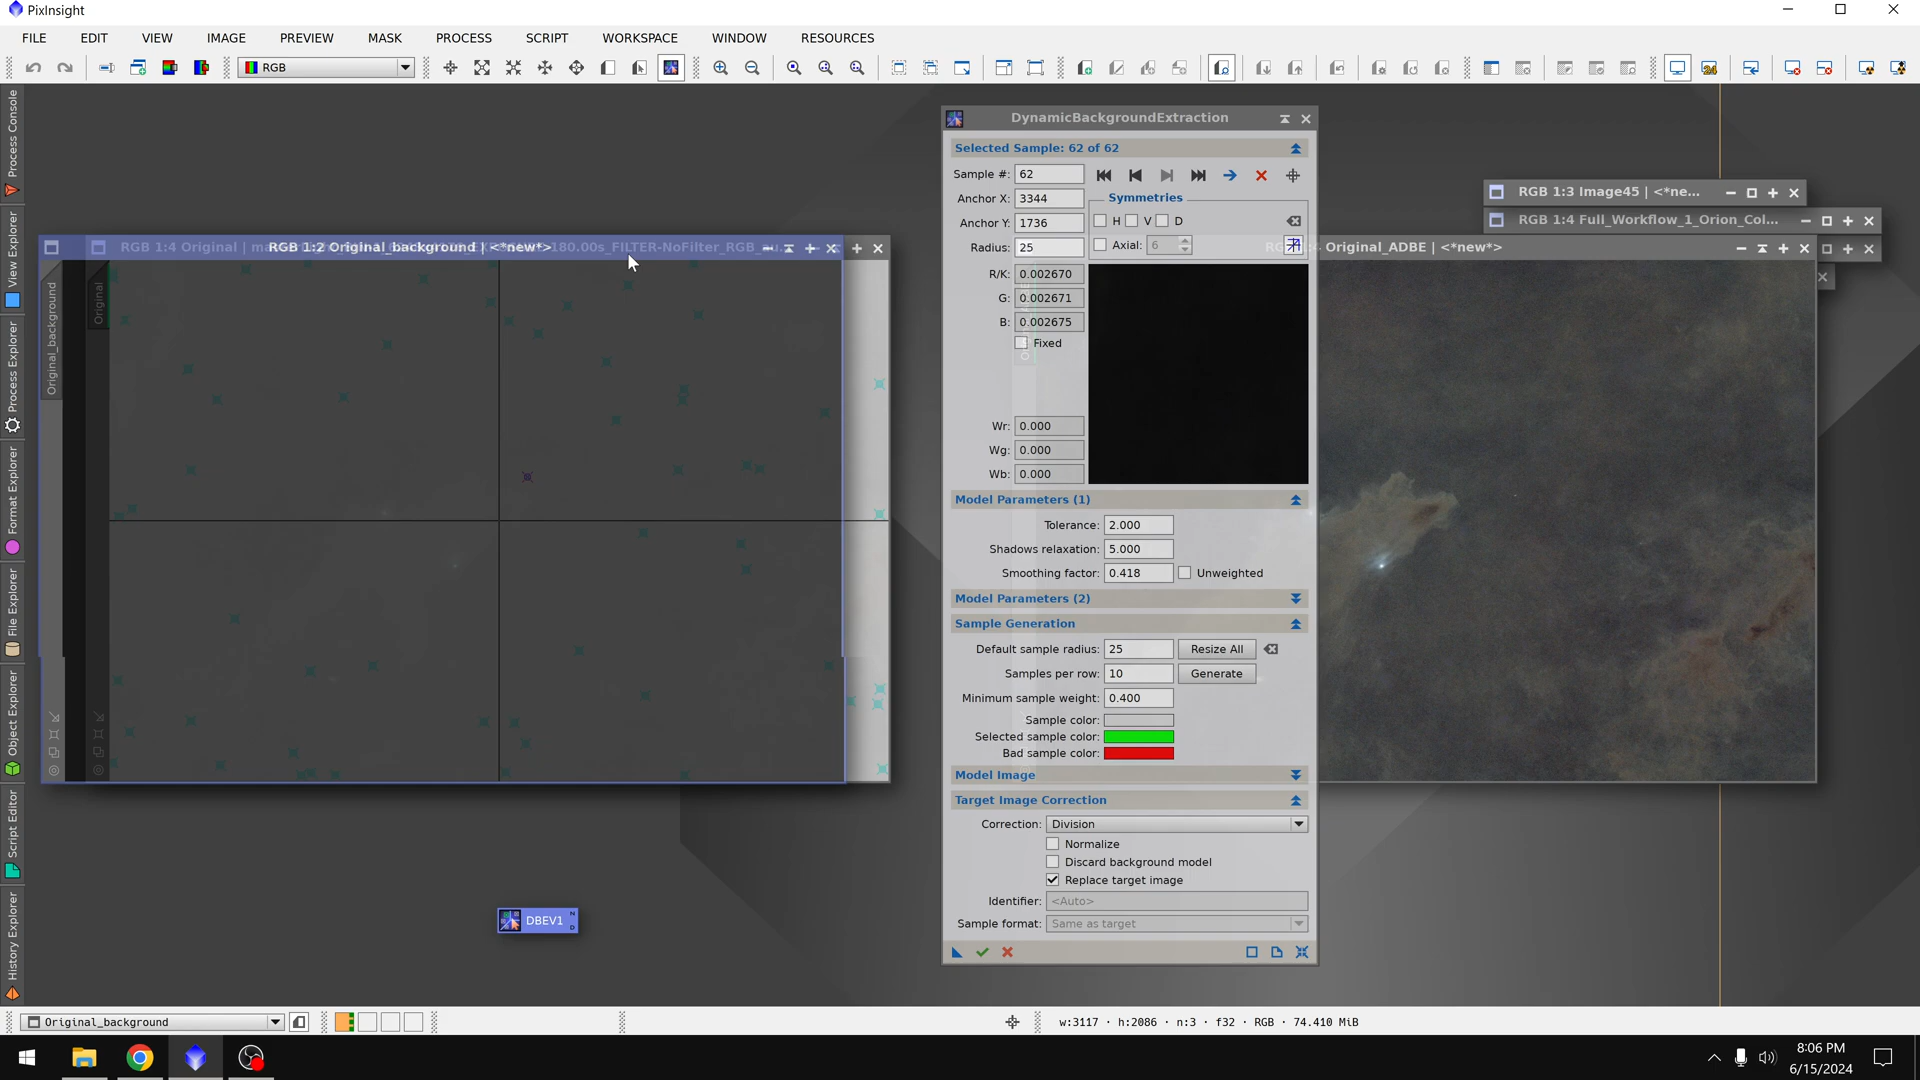 PixInsight
FILE EDIT VIEW IMAGE PREVIEW MASK PROCESS SCRIPT WORKSPACE WINDOW RESOURCES
RGB
24
Process Console
View Explorer
Process Explorer
Format Explorer
File Explorer
Object Explorer
Script Editor
History Explorer
RGB 1:2 Original_background | <*new*>
180.00s_FILTER-NoFilter_RGB
RGB 1:4 Original
Original_background
Original
DynamicBackgroundExtraction
Selected Sample: 62 of 62
Sample #: 62
Anchor X: 3344
Symmetries
Anchor Y: 1736
H V D
Radius: 25
Axial: 6
R/K: 0.002670
G: 0.002671
B: 0.002675
Fixed
Wr: 0.000
Wg: 0.000
Wb: 0.000
Model Parameters (1)
Tolerance: 2.000
Shadows relaxation: 5.000
Smoothing factor: 0.418 Unweighted
Model Parameters (2)
Sample Generation
Default sample radius: 25 Resize All
Samples per row: 10 Generate
Minimum sample weight: 0.400
Sample color:
Selected sample color:
Bad sample color:
Model Image
Target Image Correction
Correction: Division
Normalize
Discard background model
Replace target image
Identifier: <Auto>
Sample format: Same as target
RGB 1:3 Image45 | <*ne...
RGB 1:4 Full_Workflow_1_Orion_Col...
Original_ADBE | <*new*>
DBEV1
N
D
Original_background
w:3117 · h:2086 · n:3 · f32 · RGB · 74.410 MiB
8:06 PM
6/15/2024